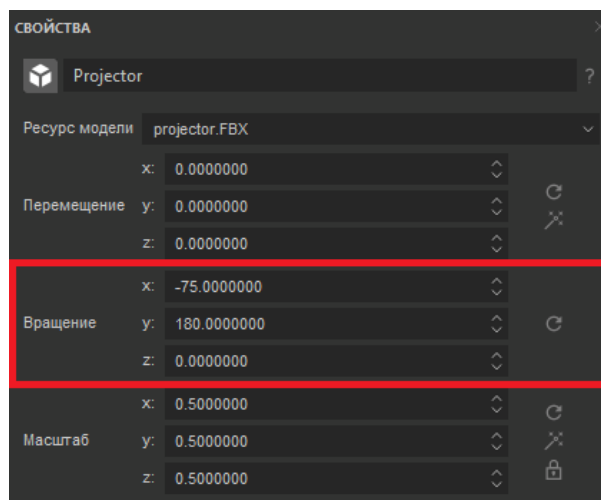 СВОЙСТВА
Projector ?
Ресурс модели projector.FBX
x: 0.0000000
Перемещение y: 0.0000000
z: 0.0000000
x: -75.0000000
Вращение y: 180.0000000
z: 0.0000000
x: 0.5000000
Масштаб y: 0.5000000
z: 0.5000000